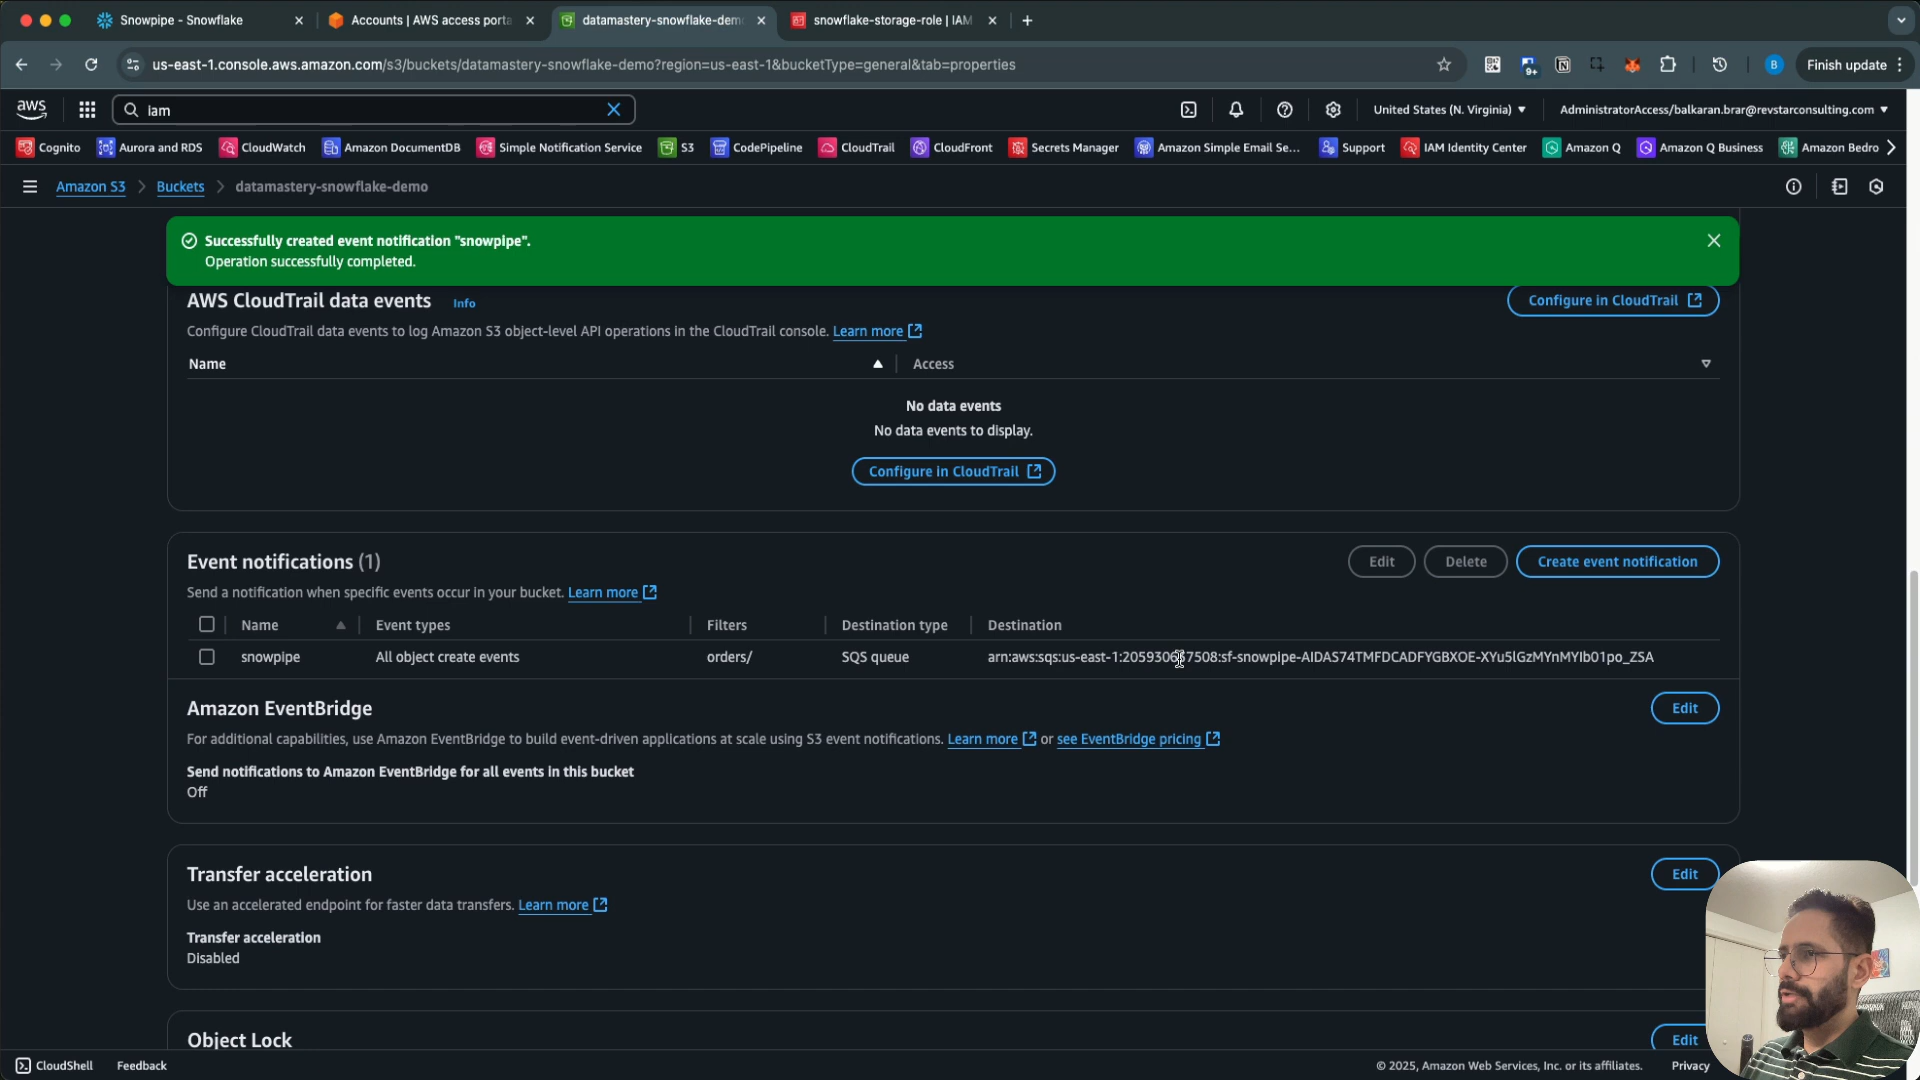 Snowpipe - Snowflake
Accounts | AWS access porta
datamastery-snowflake-dem
snowflake-storage-role | IAM
us-east-1.console.aws.amazon.com/s3/buckets/datamastery-snowflake-demo?region=us-east-1&bucketType=general&tab=properties
9+
B
Finish update
aws
iam
United States (N. Virginia)
AdministratorAccess/balkaran.brar@revstarconsulting.com
Cognito
Aurora and RDS
CloudWatch
Amazon DocumentDB
Simple Notification Service
S3
CodePipeline
CloudTrail
CloudFront
Secrets Manager
Amazon Simple Email Se...
Support
IAM Identity Center
Amazon Q
Amazon Q Business
Amazon Bedro
Amazon S3
Buckets
datamastery-snowflake-demo
Successfully created event notification "snowpipe".
Operation successfully completed.
AWS CloudTrail data events
Info
Configure in CloudTrail
Configure CloudTrail data events to log Amazon S3 object-level API operations in the CloudTrail console. Learn more
Name
Access
No data events
No data events to display.
Configure in CloudTrail
Event notifications (1)
Edit
Delete
Create event notification
Send a notification when specific events occur in your bucket. Learn more
Name
Event types
Filters
Destination type
Destination
snowpipe
All object create events
orders/
SQS queue
Amazon EventBridge
Edit
For additional capabilities, use Amazon EventBridge to build event-driven applications at scale using S3 event notifications. Learn more or see EventBridge pricing
Send notifications to Amazon EventBridge for all events in this bucket
Off
Transfer acceleration
Edit
Use an accelerated endpoint for faster data transfers. Learn more
Transfer acceleration
Disabled
Object Lock
Edit
CloudShell
Feedback
© 2025, Amazon Web Services, Inc. or its affiliates.
Privacy